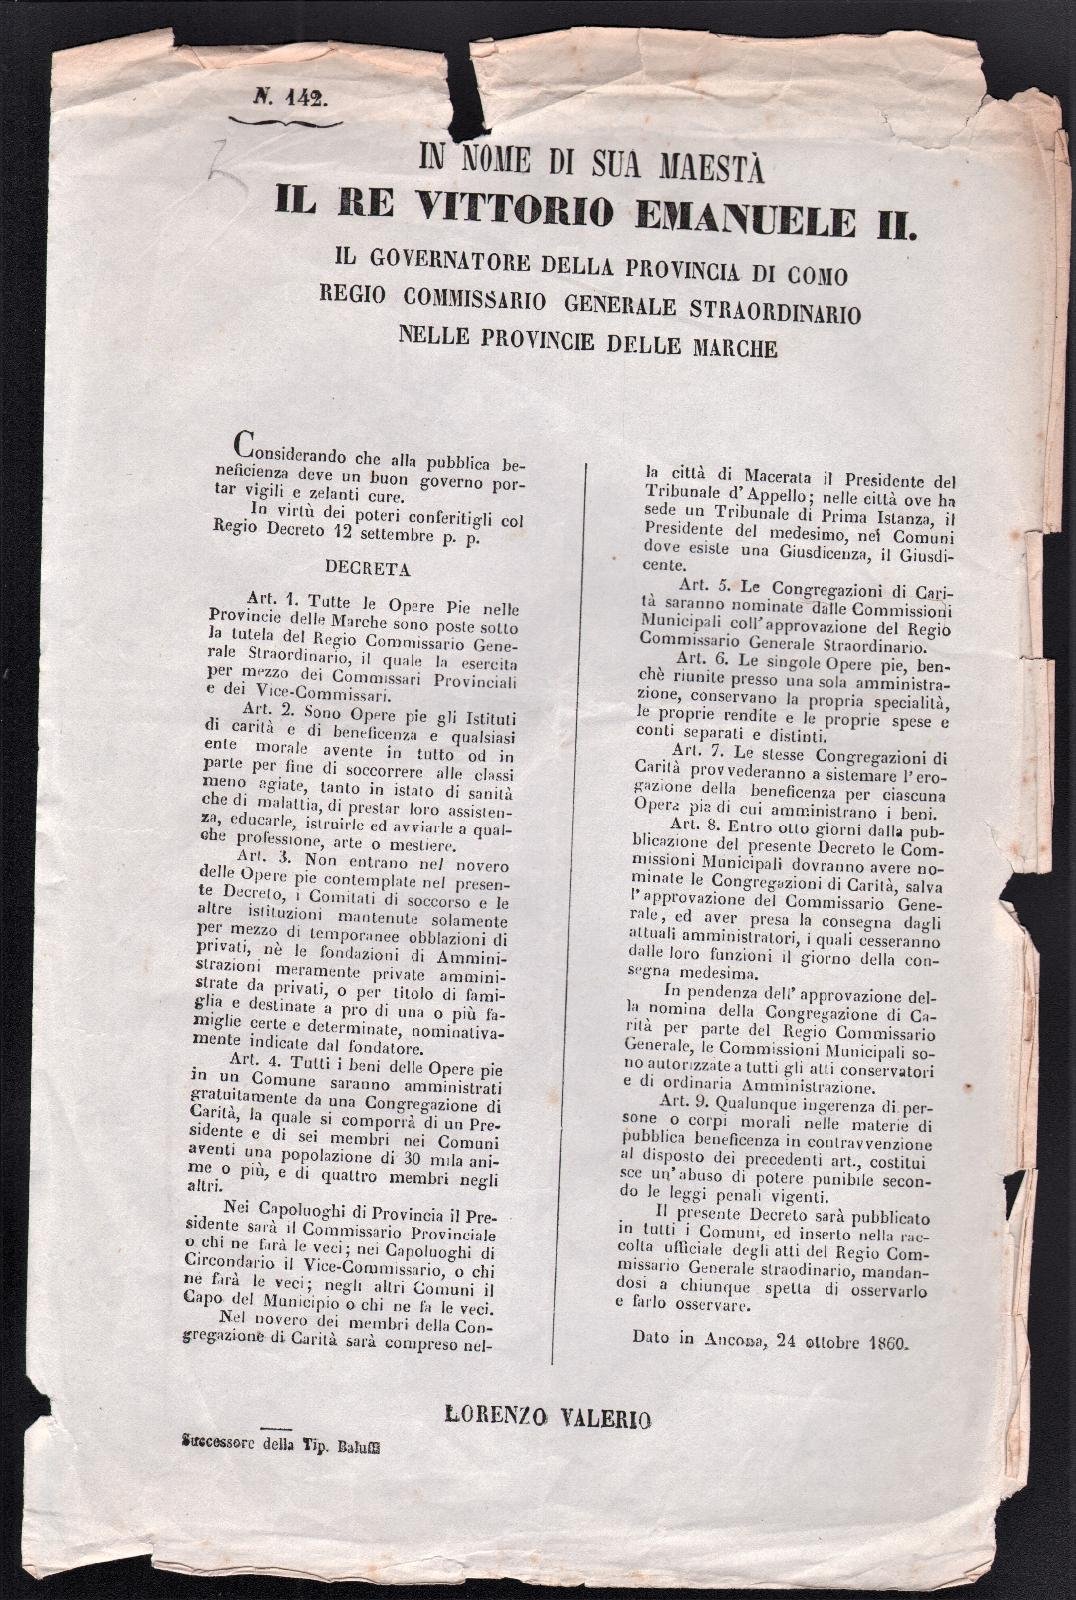 N. 142.
IN NOME DI SUA MAESTÀ
IL RE VITTORIO EMANUELE II.
IL GOVERNATORE DELLA PROVINCIA DI COMO
REGIO COMMISSARIO GENERALE STRAORDINARIO
NELLE PROVINCIE DELLE MARCHE
Considerando che alla pubblica be-
neficienza deve un buon governo por-
tar vigili e zelanti cure.
In virtù dei poteri conferitigli col
Regio Decreto 12 settembre p. p.
DECRETA
Art. 1. Tutte le Opere Pie nelle
Provincie delle Marche sono poste sotto
la tutela del Regio Commissario Gene-
rale Straordinario, il quale la esercita
per mezzo dei Commissari Provinciali
e dei Vice-Commissari.
Art. 2. Sono Opere pie gli Istituti
di carità e di beneficenza e qualsiasi
ente morale avente in tutto od in
parte per fine di soccorrere alle classi
meno agiate, tanto in istato di sanità
che di malattia, di prestar loro assisten-
za, educarle, istruirle ed avviarle a qual-
che professione, arte o mestiere.
Art. 3. Non entrano nel novero
delle Opere pie contemplate nel presen-
te Decreto, i Comitati di soccorso e le
altre istituzioni mantenute solamente
per mezzo di temporanee obblazioni di
privati, nè le fondazioni di Ammini-
strazioni meramente private ammini-
strate da privati, o per titolo di fami-
glia e destinate a pro di una o più fa-
miglie certe e determinate, nominativa-
mente indicate dal fondatore.
Art. 4. Tutti i beni delle Opere pie
in un Comune saranno amministrati
gratuitamente da una Congregazione di
Carità, la quale si comporrà di un Pre-
sidente e di sei membri nei Comuni
aventi una popolazione di 30 mila ani-
me o più, e di quattro membri negli
altri.
Nei Capoluoghi di Provincia il Pre-
sidente sarà il Commissario Provinciale
o chi ne farà le veci; nei Capoluoghi di
Circondario il Vice-Commissario, o chi
ne farà le veci; negli altri Comuni il
Capo del Municipio o chi ne fa le veci.
Nel novero dei membri della Con-
gregazione di Carità sarà compreso nel-
la città di Macerata il Presidente del
Tribunale d'Appello; nelle città ove ha
sede un Tribunale di Prima Istanza, il
Presidente del medesimo, nei Comuni
dove esiste una Giusdicenza, il Giusdi-
cente.
Art. 5. Le Congregazioni di Cari-
tà saranno nominate dalle Commissioni
Municipali coll'approvazione del Regio
Commissario Generale Straordinario.
Art. 6. Le singole Opere pie, ben-
chè riunite presso una sola amministra-
zione, conservano la propria specialità,
le proprie rendite e le proprie spese e
conti separati e distinti.
Art. 7. Le stesse Congregazioni di
Carità provvederanno a sistemare l'ero-
gazione della beneficenza per ciascuna
Opera pia di cui amministrano i beni.
Art. 8. Entro otto giorni dalla pub-
blicazione del presente Decreto le Com-
missioni Municipali dovranno avere no-
minate le Congregazioni di Carità, salva
l'approvazione del Commissario Gene-
rale, ed aver presa la consegna dagli
attuali amministratori, i quali cesseranno
dalle loro funzioni il giorno della con-
segna medesima.
In pendenza dell'approvazione del-
la nomina della Congregazione di Ca-
rità per parte del Regio Commissario
Generale, le Commissioni Municipali so-
no autorizzate a tutti gli atti conservatori
e di ordinaria Amministrazione.
Art. 9. Qualunque ingerenza di per-
sone o corpi morali nelle materie di
pubblica beneficenza in contravvenzione
al disposto dei precedenti art., costitui
sce un'abuso di potere punibile secon-
do le leggi penali vigenti.
Il presente Decreto sarà pubblicato
in tutti i Comuni, ed inserto nella rac-
colta ufficiale degli atti del Regio Com-
missario Generale straodinario, mandan-
dosi a chiunque spetta di osservarlo
e farlo osservare.
Dato in Ancona, 24 ottobre 1860.
LORENZO VALERIO
Successore della Tip. Baluffi